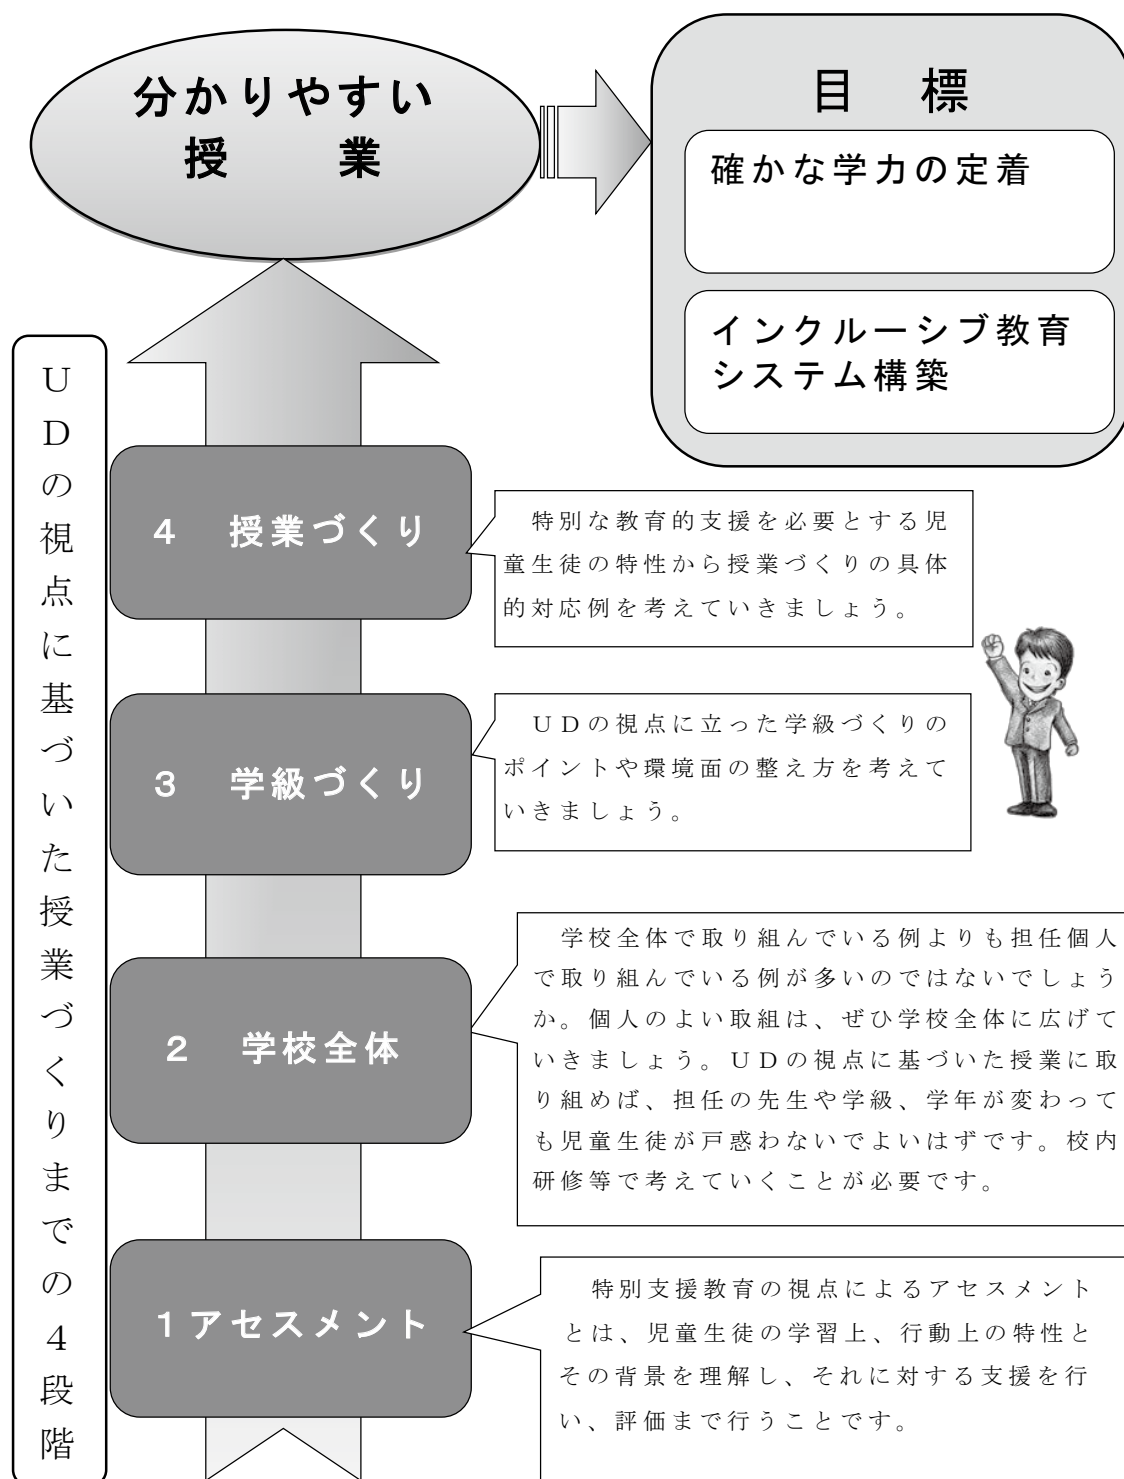 分かりやすい
授　　業
目　標
確かな学力の定着
インクルーシブ教育
システム構築
UDの視点に基づいた授業づくりまでの4段階
４　授業づくり
特別な教育的支援を必要とする児
童生徒の特性から授業づくりの具体
的対応例を考えていきましょう。
３　学級づくり
UDの視点に立った学級づくりの
ポイントや環境面の整え方を考えて
いきましょう。
２　学校全体
学校全体で取り組んでいる例よりも担任個人
で取り組んでいる例が多いのではないでしょう
か。個人のよい取組は、ぜひ学校全体に広げて
いきましょう。UDの視点に基づいた授業に取
り組めば、担任の先生や学級、学年が変わって
も児童生徒が戸惑わないでよいはずです。校内
研修等で考えていくことが必要です。
１アセスメント
特別支援教育の視点によるアセスメント
とは、児童生徒の学習上、行動上の特性と
その背景を理解し、それに対する支援を行
い、評価まで行うことです。